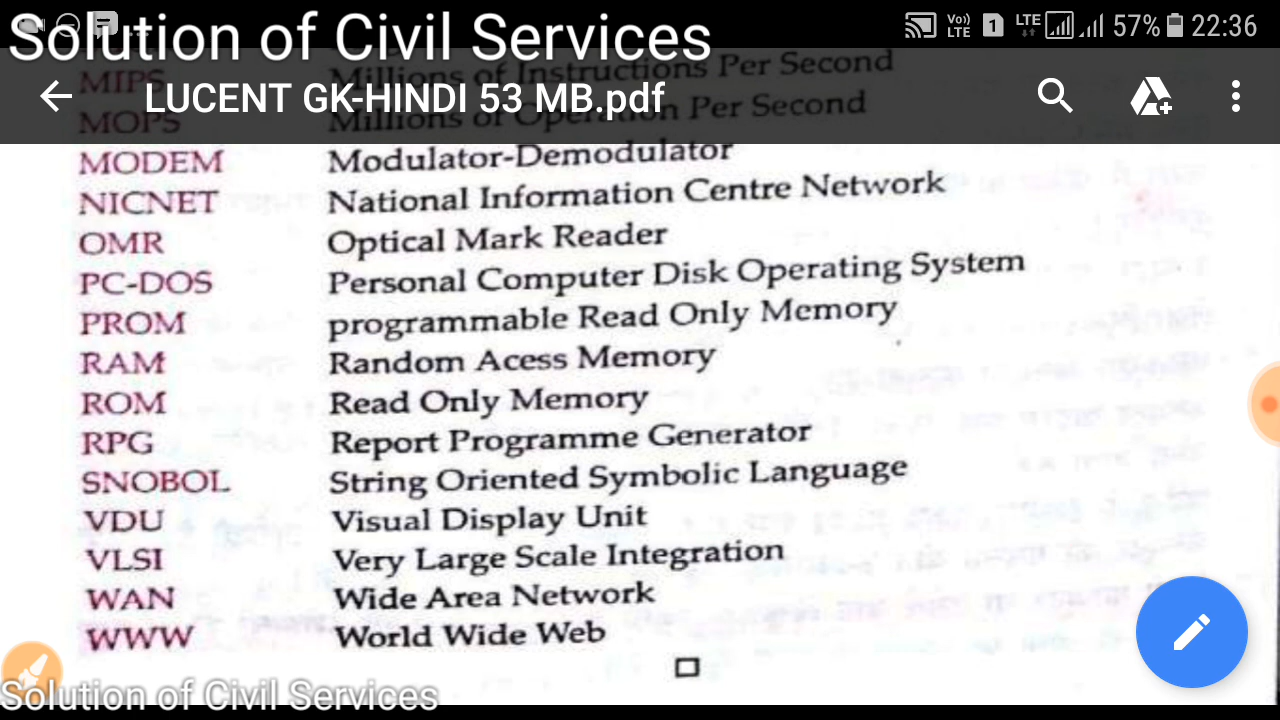 Solution of Civil Services
Vo)) LTE 1 LTE 57% 22:36
MIPS Millions of Instructions Per Second
LUCENT GK-HINDI 53 MB.pdf
MOPS Millions of Operation Per Second
MODEM Modulator-Demodulator
NICNET National Information Centre Network
OMR Optical Mark Reader
PC-DOS Personal Computer Disk Operating System
PROM programmable Read Only Memory
RAM Random Acess Memory
ROM Read Only Memory
RPG Report Programme Generator
SNOBOL String Oriented Symbolic Language
VDU Visual Display Unit
VLSI Very Large Scale Integration
WAN Wide Area Network
WWW World Wide Web
Solution of Civil Services